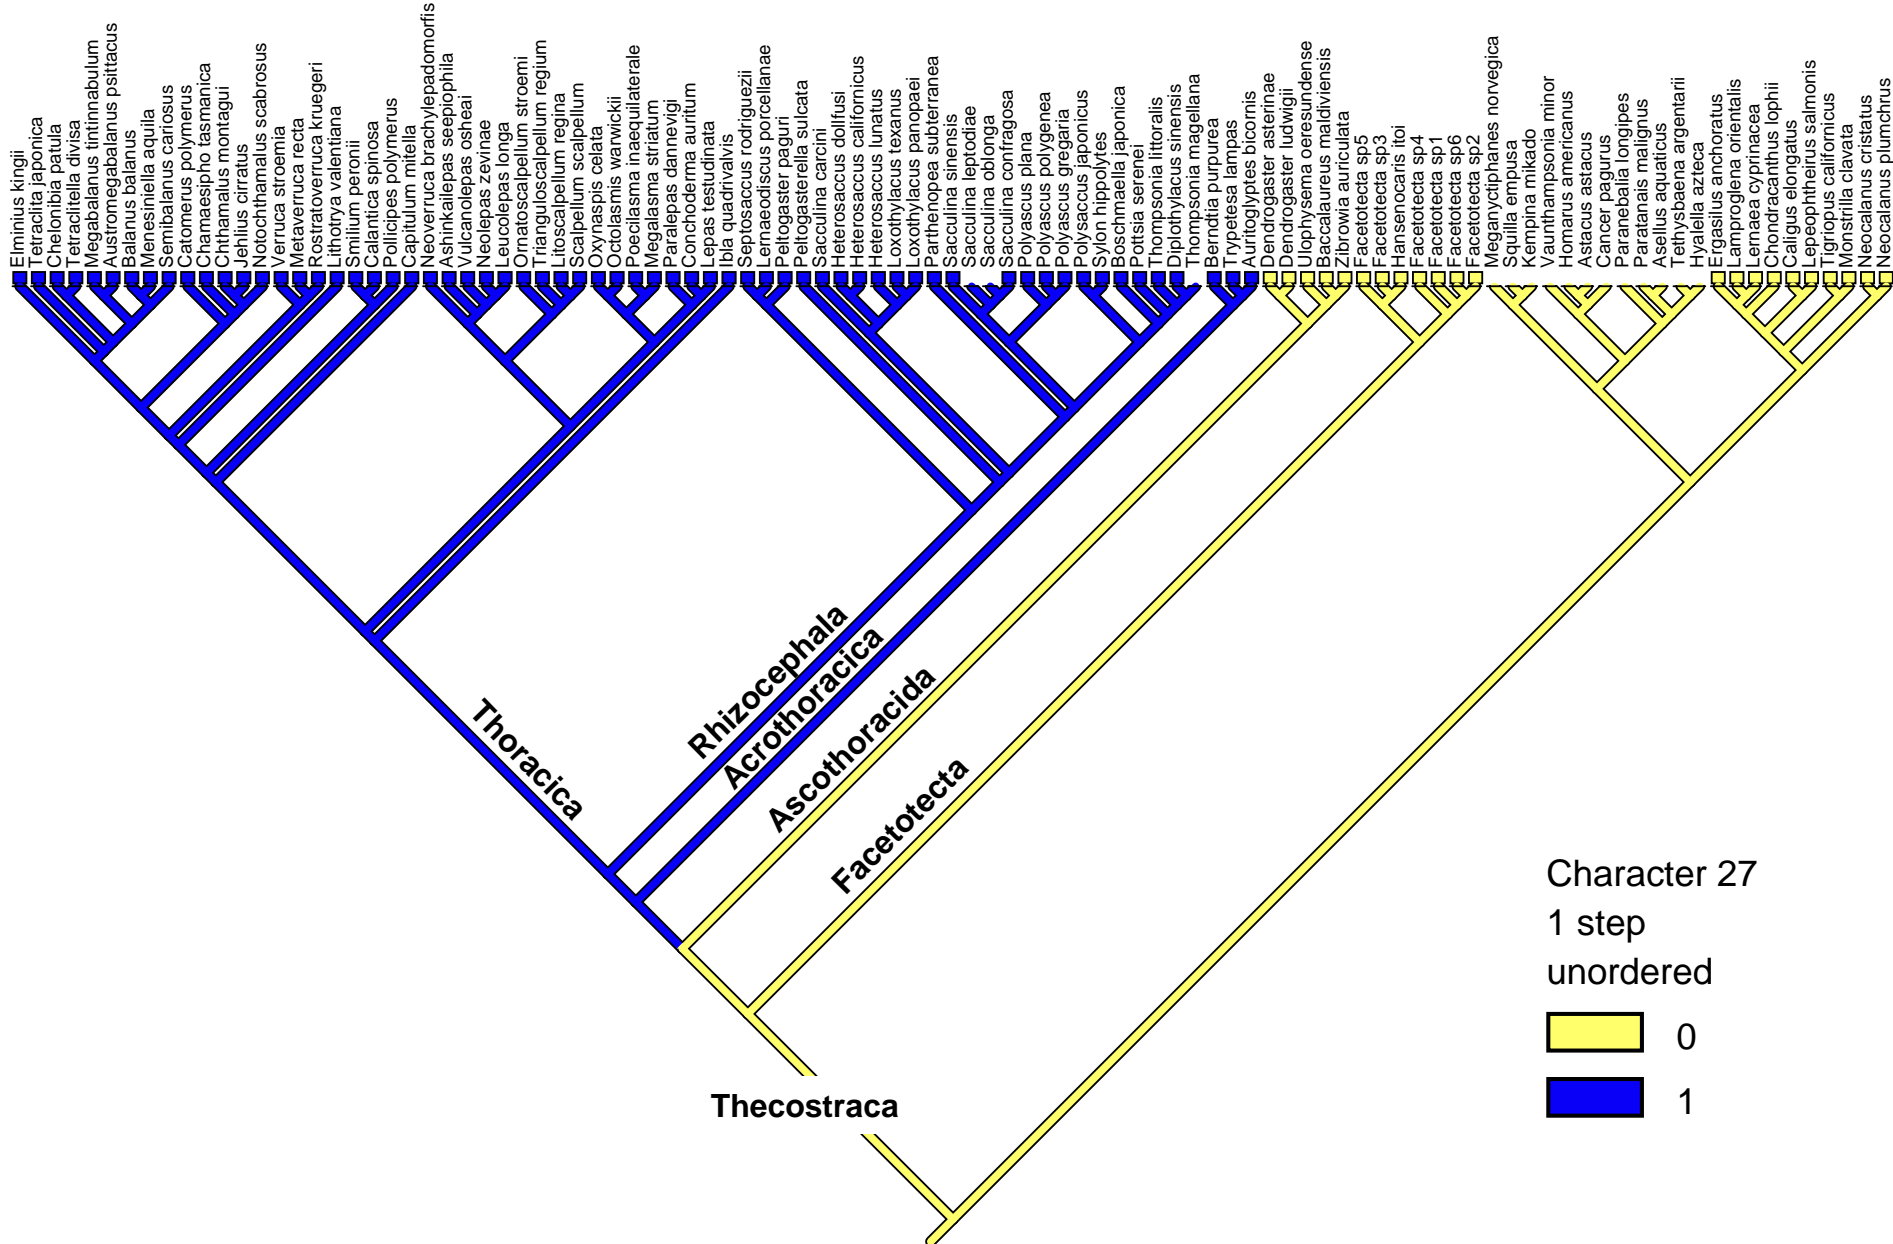 Elminius kingii
Tetraclita japonica
Chelonibia patula
Tetraclitella divisa
Megabalanus tintinnabulum
Austromegabalanus psittacus
Balanus balanus
Menesiniella aquila
Semibalanus cariosus
Catomerus polymerus
Chamaesipho tasmanica
Chthamalus montagui
Jehlius cirratus
Notochthamalus scabrosus
Verruca stroemia
Metaverruca recta
Rostratoverruca kruegeri
Lithotrya valentiana
Smilium peronii
Calantica spinosa
Pollicipes polymerus
Capitulum mitella
Neoverruca brachylepadomorfis
Ashinkailepas seepiophila
Vulcanolepas osheai
Neolepas zevinae
Leucolepas longa
Ornatoscalpellum stroemi
Trianguloscalpellum regium
Litoscalpellum regina
Scalpellum scalpellum
Oxynaspis celata
Octolasmis warwickii
Poecilasma inaequilaterale
Megalasma striatum
Paralepas dannevigi
Conchoderma auritum
Lepas testudinata
Ibla quadrivalvis
Septosaccus rodriguezii
Lernaeodiscus porcellanae
Peltogaster paguri
Peltogasterella sulcata
Sacculina carcini
Heterosaccus dollfusi
Heterosaccus californicus
Heterosaccus lunatus
Loxothylacus texanus
Loxothylacus panopaei
Parthenopea subterranea
Sacculina sinensis
Sacculina leptodiae
Sacculina oblonga
Sacculina confragosa
Polyascus plana
Polyascus polygenea
Polyascus gregaria
Polysaccus japonicus
Sylon hippolytes
Boschmaella japonica
Pottsia serenei
Thompsonia littoralis
Diplothylacus sinensis
Thompsonia magellana
Berndtia purpurea
Trypetesa lampas
Auritoglyptes bicornis
Dendrogaster asterinae
Dendrogaster ludwigii
Ulophysema oeresundense
Baccalaureus maldiviensis
Zibrowia auriculata
Facetotecta sp5
Facetotecta sp3
Hansenocaris itoi
Facetotecta sp4
Facetotecta sp1
Facetotecta sp6
Facetotecta sp2
Meganyctiphanes norvegica
Squilla empusa
Kempina mikado
Vaunthampsonia minor
Homarus americanus
Astacus astacus
Cancer pagurus
Paranebalia longipes
Paratanais malignus
Asellus aquaticus
Tethysbaena argentarii
Hyalella azteca
Ergasilus anchoratus
Lamproglena orientalis
Lernaea cyprinacea
Chondracanthus lophii
Caligus elongatus
Lepeophtheirus salmonis
Tigriopus californicus
Monstrilla clavata
Neocalanus cristatus
Neocalanus plumchrus
Thoracica
Rhizocephala
Acrothoracica
Ascothoracida
Facetotecta
Thecostraca
Character 27
1 step
unordered
0
1